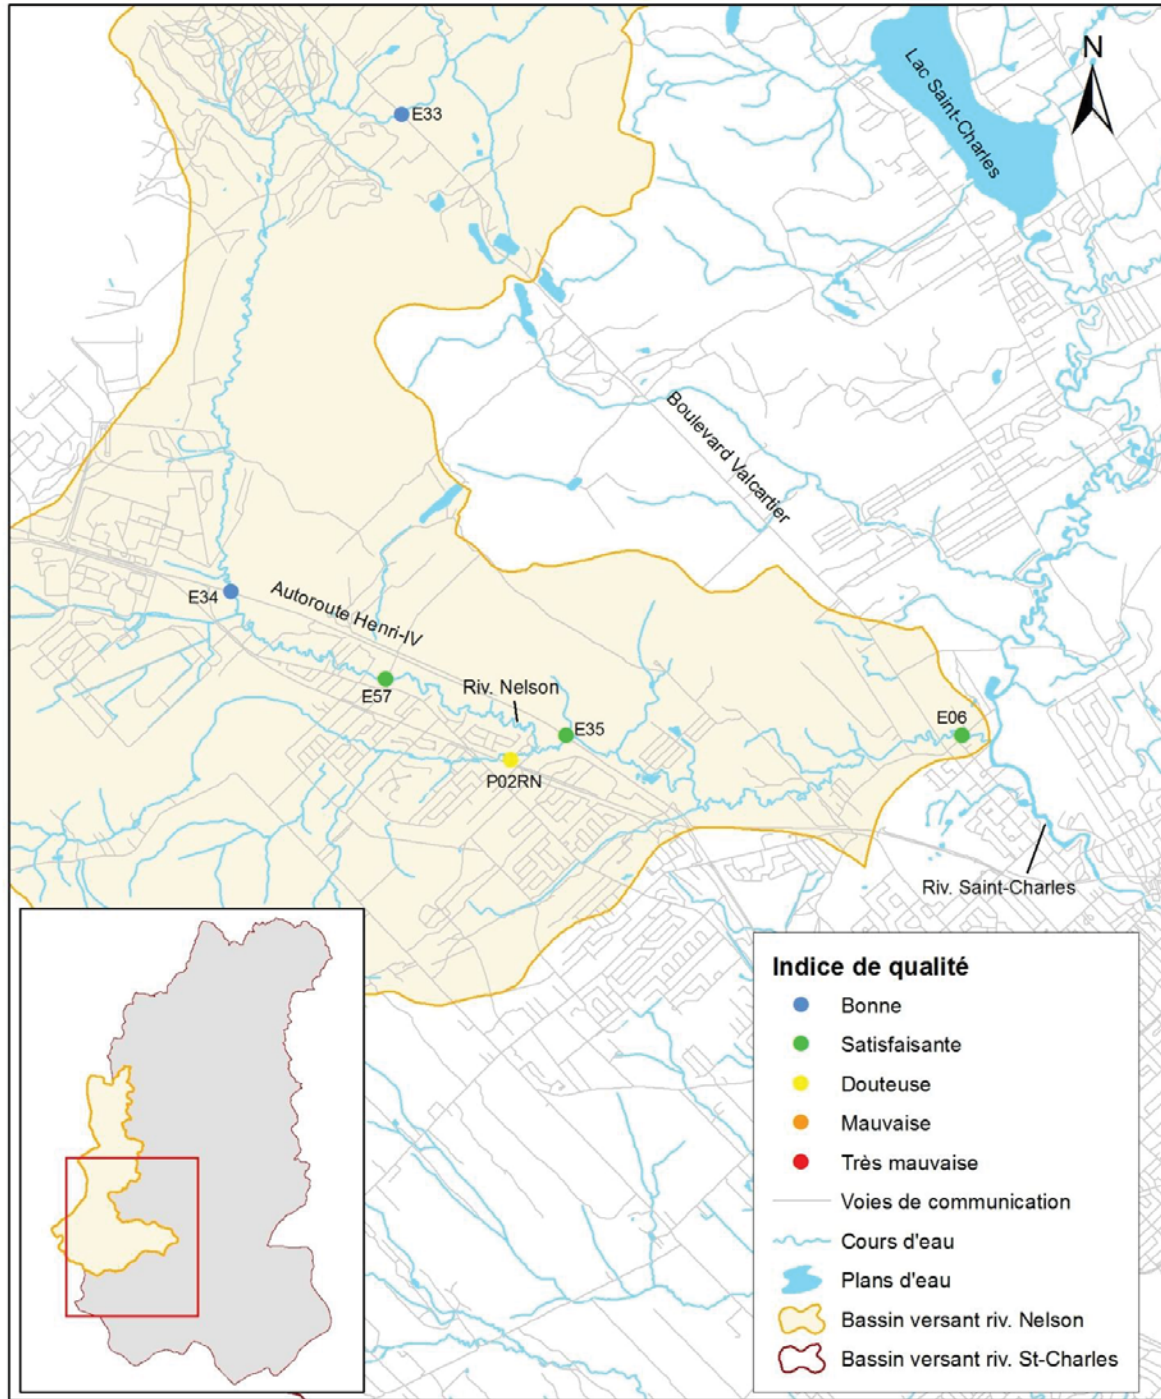 N
Lac Saint-Charles
E33
Boulevard Valcartier
E34
Autoroute Henri-IV
E57
Riv. Nelson
E35
E06
P02RN
Riv. Saint-Charles
Indice de qualité
Bonne
Satisfaisante
Douteuse
Mauvaise
Très mauvaise
Voies de communication
Cours d'eau
Plans d'eau
Bassin versant riv. Nelson
Bassin versant riv. St-Charles